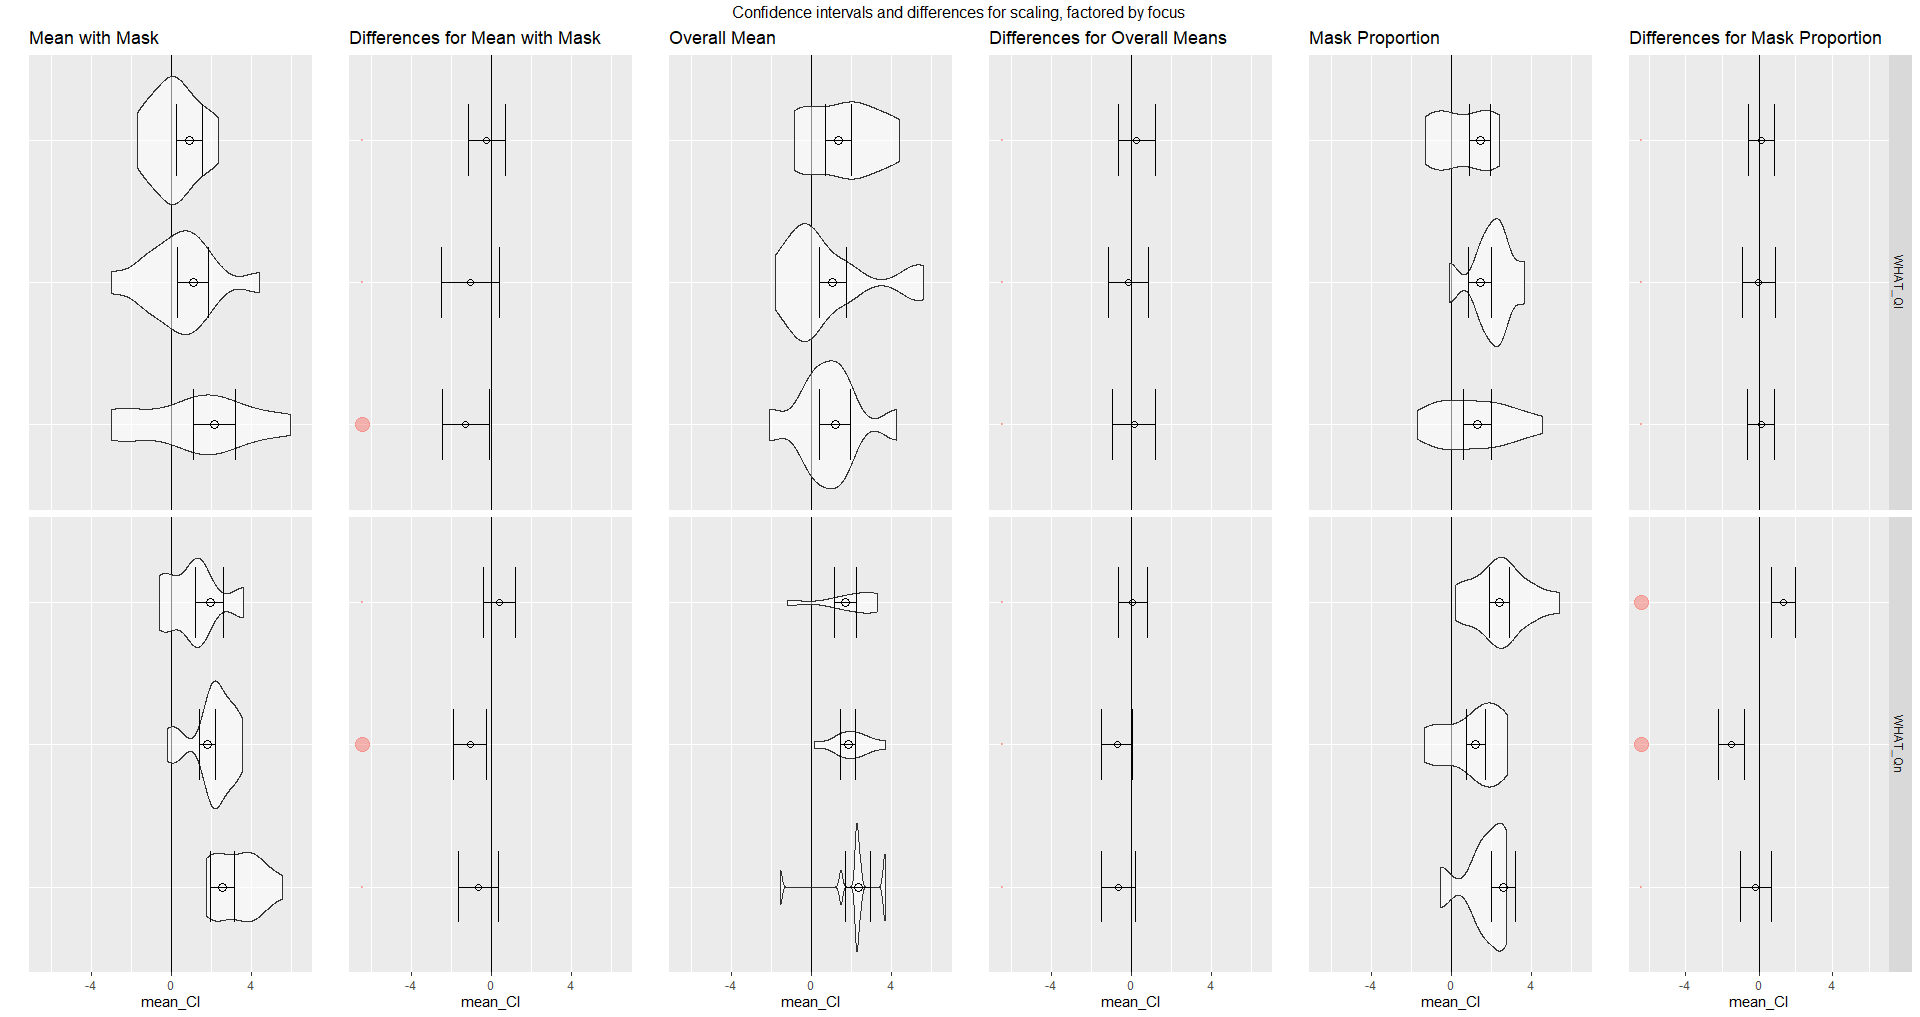 Confidence intervals and differences for scaling, factored by focus
Mean with Mask
Differences for Mean with Mask
Overall Mean
Differences for Overall Means
Mask Proportion
Differences for Mask Proportion
WHAT_Ql
WHAT_Qn
-4 0 4
mean_CI
-4 0 4
mean_CI
-4 0 4
mean_CI
-4 0 4
mean_CI
-4 0 4
mean_CI
-4 0 4
mean_CI